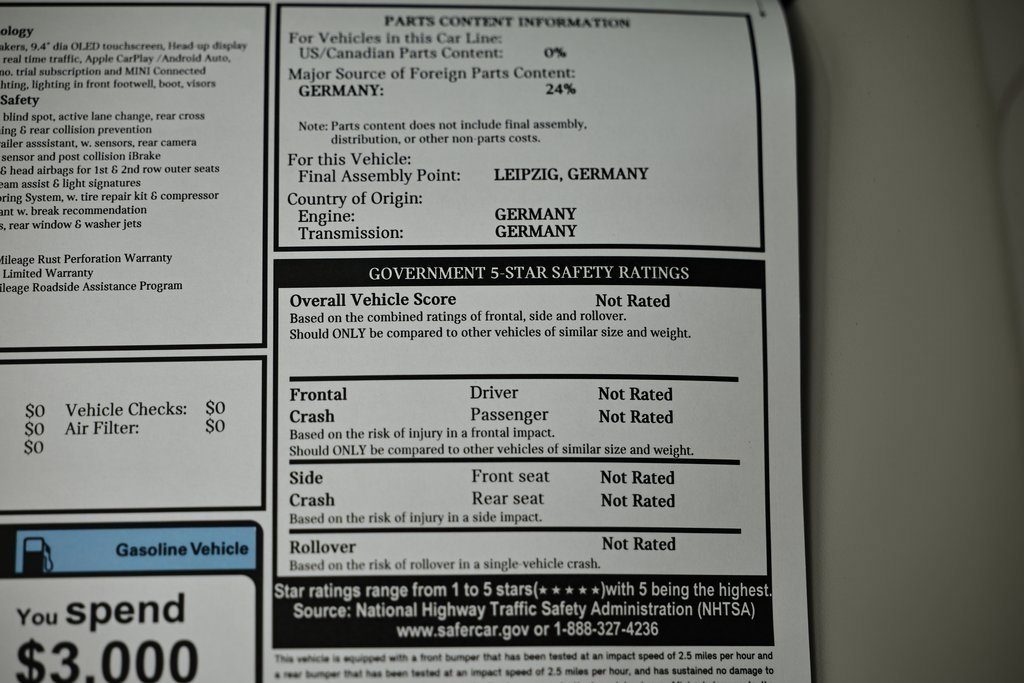 ology
akers, 9.4" dia OLED touchscreen, Head-up display
real time traffic, Apple CarPlay /Android Auto,
mo. trial subscription and MINI Connected
hting, lighting in front footwell, boot, visors
Safety
blind spot, active lane change, rear cross
ing & rear collision prevention
ailer asssistant, w. sensors, rear camera
sensor and post collision iBrake
& head airbags for 1st & 2nd row outer seats
eam assist & light signatures
oring System, w. tire repair kit & compressor
ant w. break recommendation
s, rear window & washer jets
Mileage Rust Perforation Warranty
Limited Warranty
ileage Roadside Assistance Program
$0 Vehicle Checks: $0
$0 Air Filter: $0
$0
Gasoline Vehicle
You spend
$3,000
PARTS CONTENT INFORMATION
For Vehicles in this Car Line:
US/Canadian Parts Content: 0%
Major Source of Foreign Parts Content:
GERMANY: 24%
Note: Parts content does not include final assembly,
distribution, or other non-parts costs.
For this Vehicle:
Final Assembly Point: LEIPZIG, GERMANY
Country of Origin:
Engine: GERMANY
Transmission: GERMANY
GOVERNMENT 5-STAR SAFETY RATINGS
Overall Vehicle Score Not Rated
Based on the combined ratings of frontal, side and rollover.
Should ONLY be compared to other vehicles of similar size and weight.
Frontal Driver Not Rated
Crash Passenger Not Rated
Based on the risk of injury in a frontal impact.
Should ONLY be compared to other vehicles of similar size and weight.
Side Front seat Not Rated
Crash Rear seat Not Rated
Based on the risk of injury in a side impact.
Rollover Not Rated
Based on the risk of rollover in a single-vehicle crash.
Star ratings range from 1 to 5 stars(★★★★★)with 5 being the highest.
Source: National Highway Traffic Safety Administration (NHTSA)
www.safercar.gov or 1-888-327-4236
This vehicle is equipped with a front bumper that has been tested at an impact speed of 2.5 miles per hour and
a rear bumper that has been tested at an impact speed of 2.5 miles per hour, and has sustained no damage to